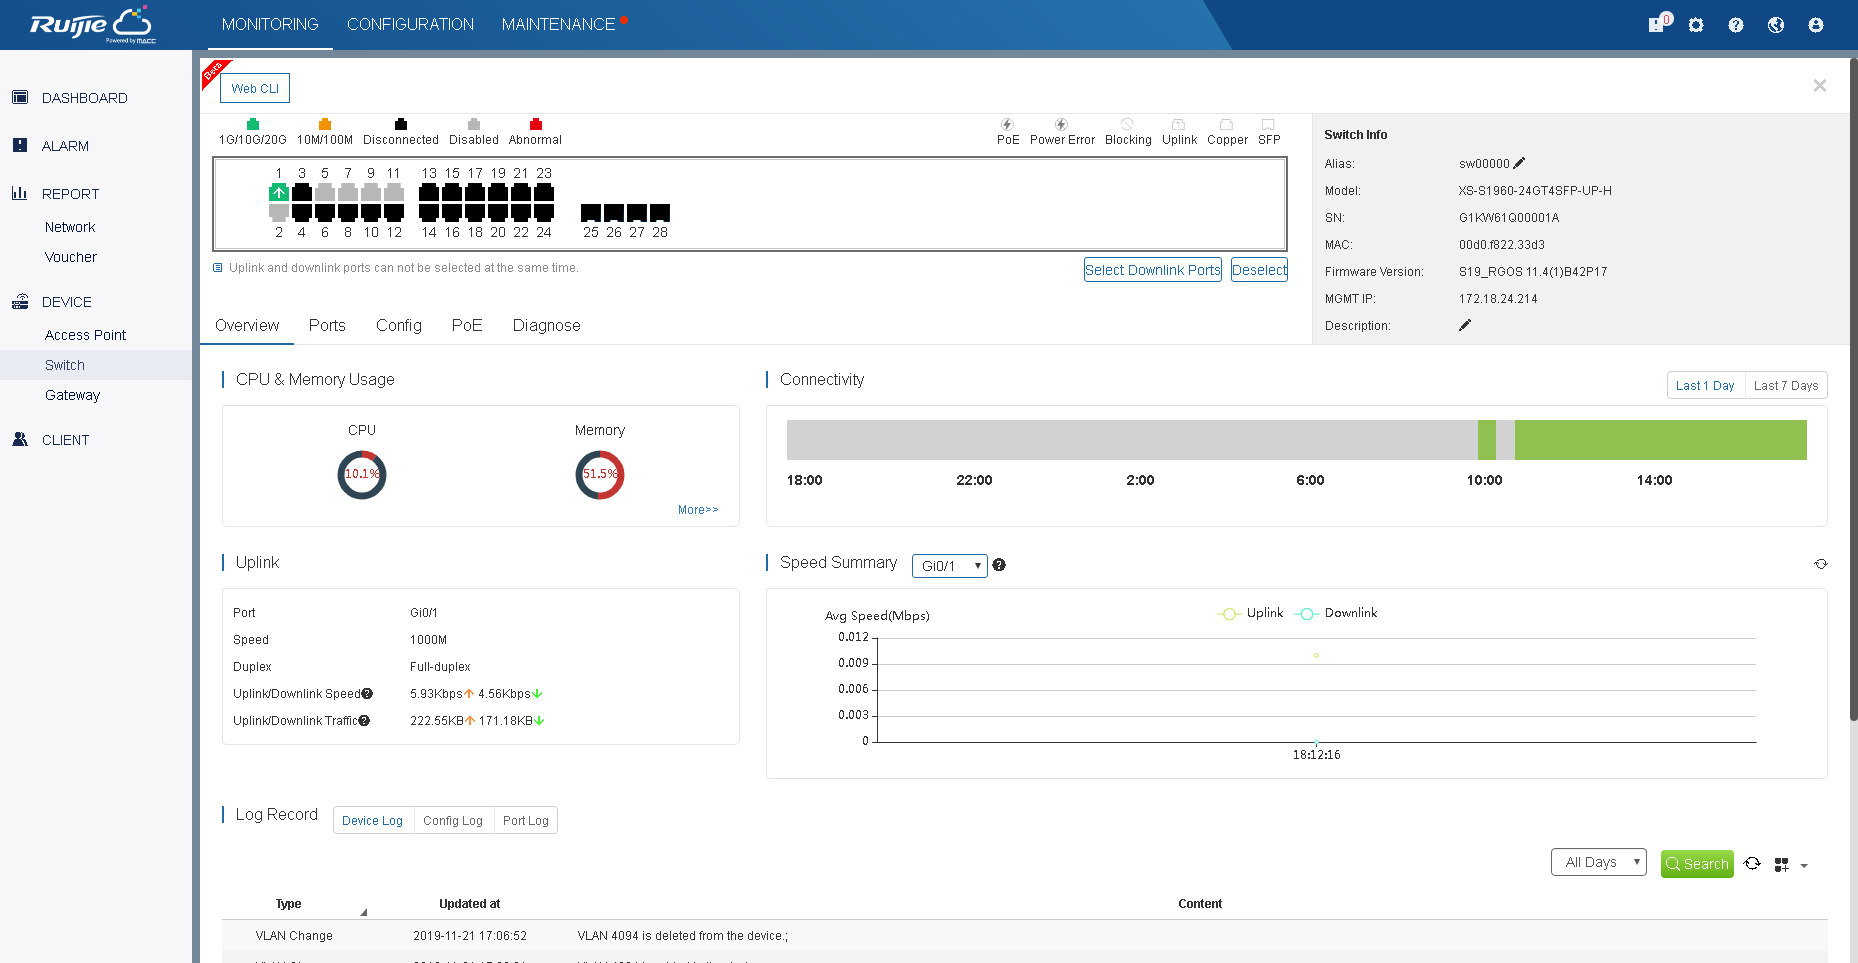 Ruijie
Powered by MACC
MONITORING CONFIGURATION MAINTENANCE
0
DASHBOARD
ALARM
REPORT
Network
Voucher
DEVICE
Access Point
Switch
Gateway
CLIENT
Beta
Web CLI
1G/10G/20G 10M/100M Disconnected Disabled Abnormal
PoE Power Error Blocking Uplink Copper SFP
1 3 5 7 9 11 13 15 17 19 21 23
2 4 6 8 10 12 14 16 18 20 22 24 25 26 27 28
Uplink and downlink ports can not be selected at the same time.
Select Downlink Ports Deselect
Switch Info
Alias: sw00000
Model: XS-S1960-24GT4SFP-UP-H
SN: G1KW61Q00001A
MAC: 00d0.f822.33d3
Firmware Version: S19_RGOS 11.4(1)B42P17
MGMT IP: 172.18.24.214
Description:
Overview Ports Config PoE Diagnose
CPU & Memory Usage
CPU Memory
10.1% 51.5%
More>>
Connectivity
Last 1 Day Last 7 Days
18:00 22:00 2:00 6:00 10:00 14:00
Uplink
Port Gi0/1
Speed 1000M
Duplex Full-duplex
Uplink/Downlink Speed 5.93Kbps 4.56Kbps
Uplink/Downlink Traffic 222.55KB 171.18KB
Speed Summary Gi0/1
Avg Speed(Mbps)
Uplink Downlink
0.012
0.009
0.006
0.003
0
18:12:16
Log Record Device Log Config Log Port Log
All Days Search
Type Updated at Content
VLAN Change 2019-11-21 17:06:52 VLAN 4094 is deleted from the device.;